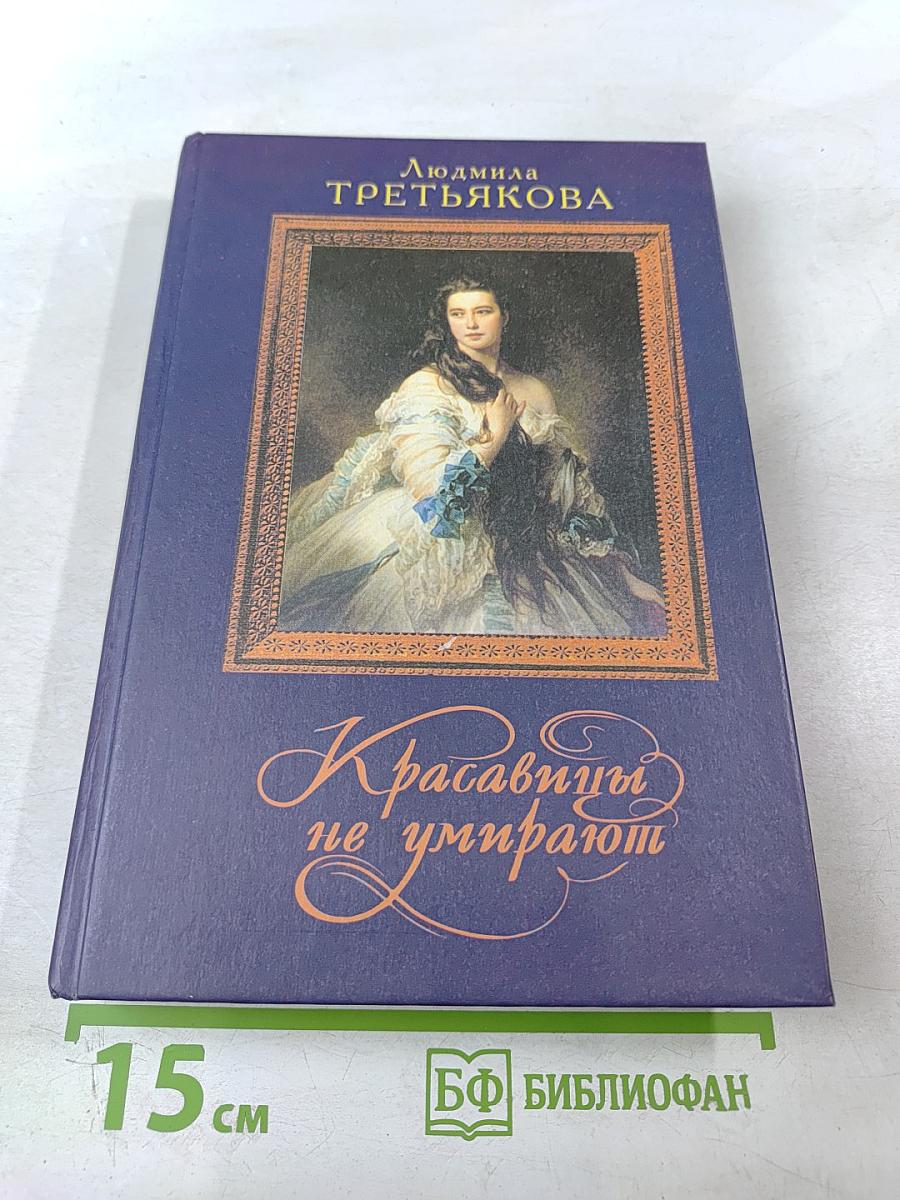 Людмила
ТРЕТЬЯКОВА
Красавицы
не умирают
15 см
БФ БИБЛИОФАН